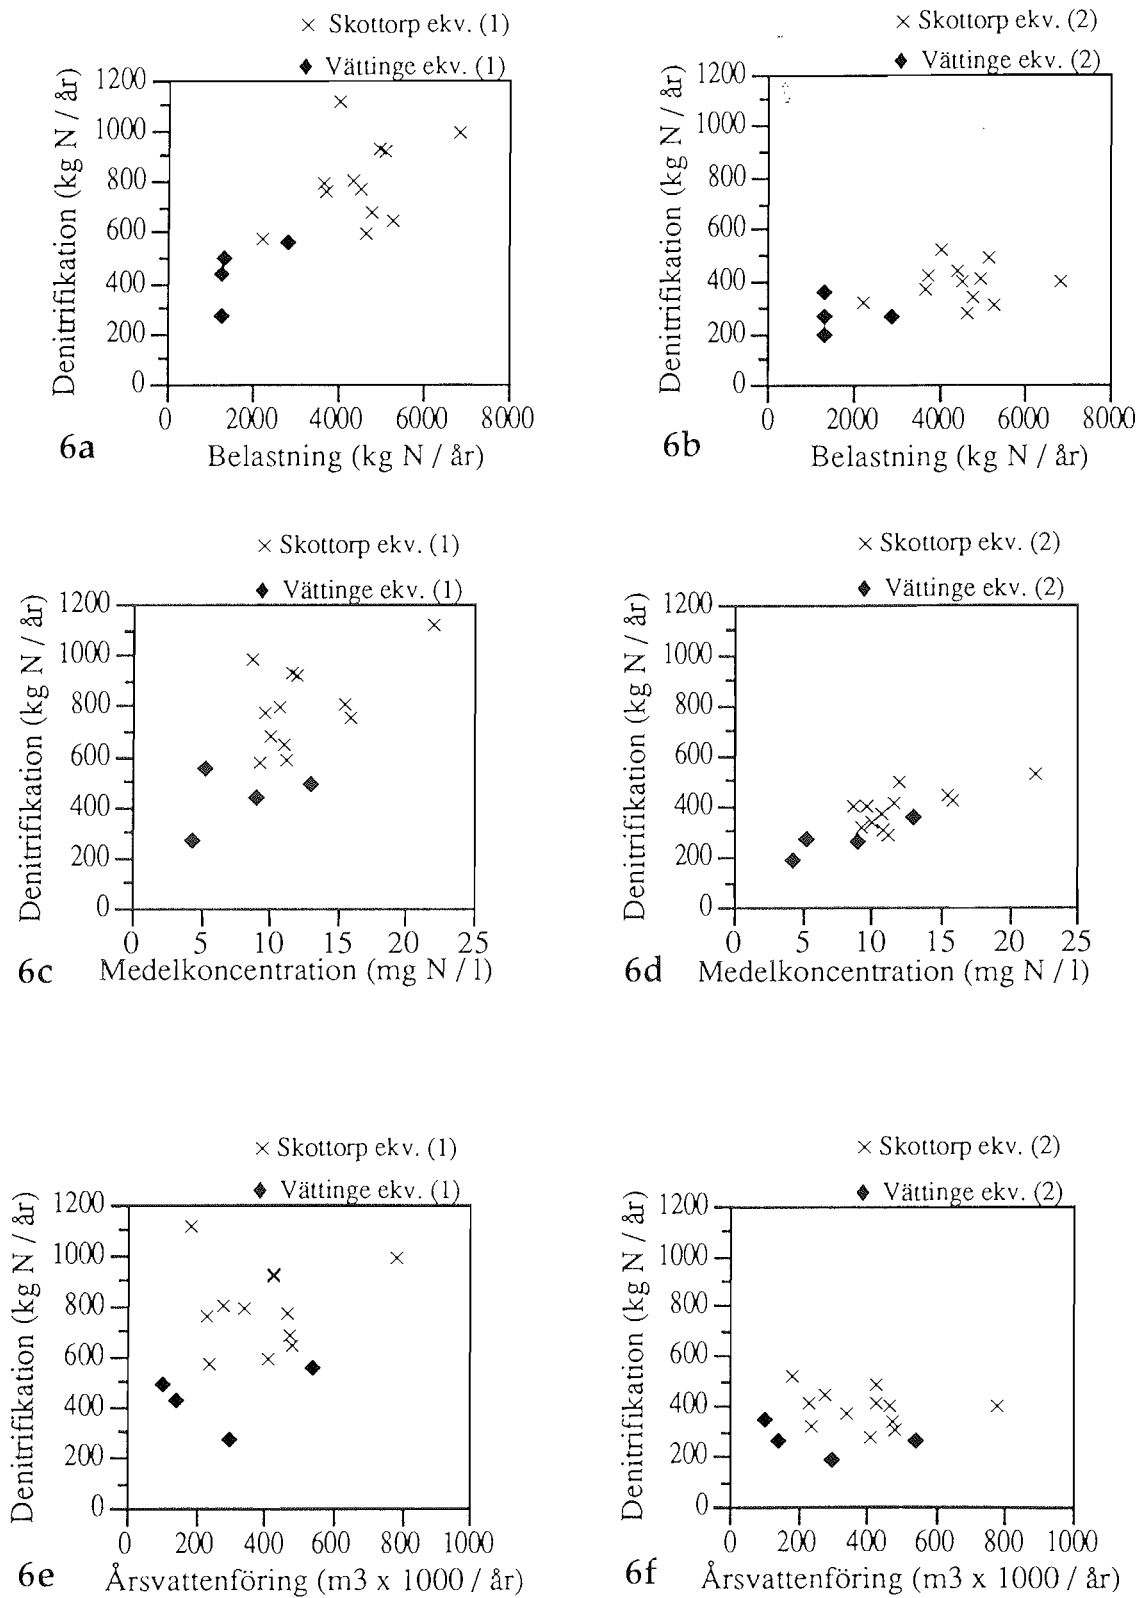 × Skottorp ekv. (1)
◆ Vättinge ekv. (1)
Denitrifikation (kg N / år)
1200
1000
800
600
400
200
0
0 2000 4000 6000 8000
6a
Belastning (kg N / år)
× Skottorp ekv. (2)
◆ Vättinge ekv. (2)
Denitrifikation (kg N / år)
1200
1000
800
600
400
200
0
0 2000 4000 6000 8000
6b
Belastning (kg N / år)
× Skottorp ekv. (1)
◆ Vättinge ekv. (1)
Denitrifikation (kg N / år)
1200
1000
800
600
400
200
0
0 5 10 15 20 25
6c Medelkoncentration (mg N / l)
× Skottorp ekv. (2)
◆ Vättinge ekv. (2)
Denitrifikation (kg N / år)
1200
1000
800
600
400
200
0
0 5 10 15 20 25
6d Medelkoncentration (mg N / l)
× Skottorp ekv. (1)
◆ Vättinge ekv. (1)
Denitrifikation (kg N / år)
1200
1000
800
600
400
200
0
0 200 400 600 800 1000
6e Årsvattenföring (m3 x 1000 / år)
× Skottorp ekv. (2)
◆ Vättinge ekv. (2)
Denitrifikation (kg N / år)
1200
1000
800
600
400
200
0
0 200 400 600 800 1000
6f Årsvattenföring (m3 x 1000 / år)